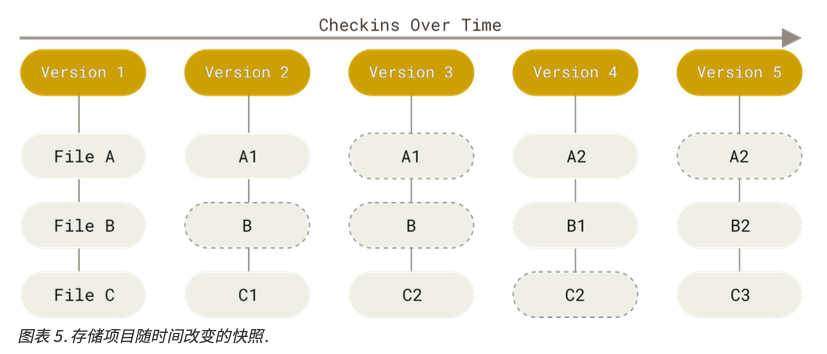 Checkins Over Time
Version 1 Version 2 Version 3 Version 4 Version 5
File A A1 A1 A2 A2
File B B B B1 B2
File C C1 C2 C2 C3
图表 5. 存储项目随时间改变的快照.